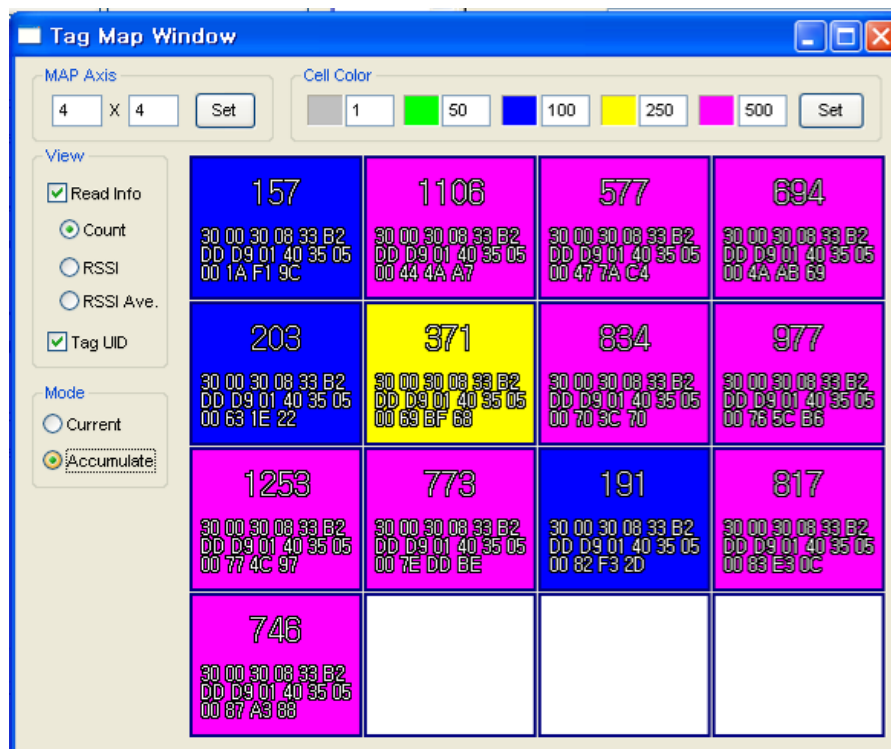 Tag Map Window
MAP Axis
4 X 4 Set
Cell Color
1 50 100 250 500 Set
View
Read Info
Count
RSSI
RSSI Ave.
Tag UID
Mode
Current
Accumulate
157 1106 577 694
30 00 30 08 33 B2 30 00 30 08 33 B2 30 00 30 08 33 B2 30 00 30 08 33 B2
DD D9 01 40 35 05 DD D9 01 40 35 05 DD D9 01 40 35 05 DD D9 01 40 35 05
00 1A F1 9C 00 44 4A A7 00 47 7A C4 00 4A AB 69
203 371 834 977
30 00 30 08 33 B2 30 00 30 08 33 B2 30 00 30 08 33 B2 30 00 30 08 33 B2
DD D9 01 40 35 05 DD D9 01 40 35 05 DD D9 01 40 35 05 DD D9 01 40 35 05
00 63 1E 22 00 69 BF 68 00 70 3C 70 00 76 5C B6
1253 773 191 817
30 00 30 08 33 B2 30 00 30 08 33 B2 30 00 30 08 33 B2 30 00 30 08 33 B2
DD D9 01 40 35 05 DD D9 01 40 35 05 DD D9 01 40 35 05 DD D9 01 40 35 05
00 77 4C 97 00 7E DD BE 00 82 F3 2D 00 83 E3 0C
746
30 00 30 08 33 B2
DD D9 01 40 35 05
00 87 A3 88